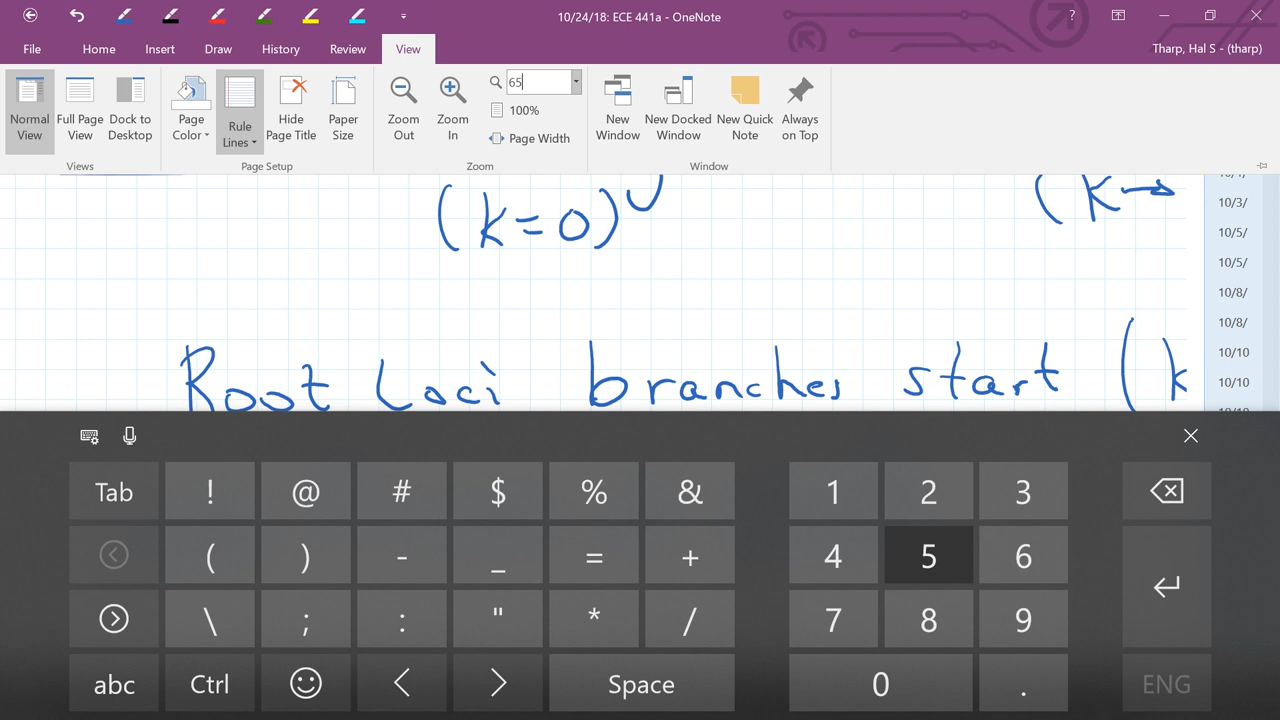 10/24/18: ECE 441a - OneNote
?
File Home Insert Draw History Review View
Tharp, Hal S - (tharp)
Normal View
Full Page View
Dock to Desktop
Page Color
Rule Lines
Hide Page Title
Paper Size
Zoom Out
Zoom In
65
100%
Page Width
New Window
New Docked Window
New Quick Note
Always on Top
Views Page Setup Zoom Window
(k=0)
(k→
Root Loci branches start (k
10/3/
10/5/
10/5/
10/8/
10/8/
10/10
10/10
Tab ! @ # $ % & 1 2 3
( ) - _ = + 4 5 6
\ ; : " * / 7 8 9
abc Ctrl < > Space 0 . ENG